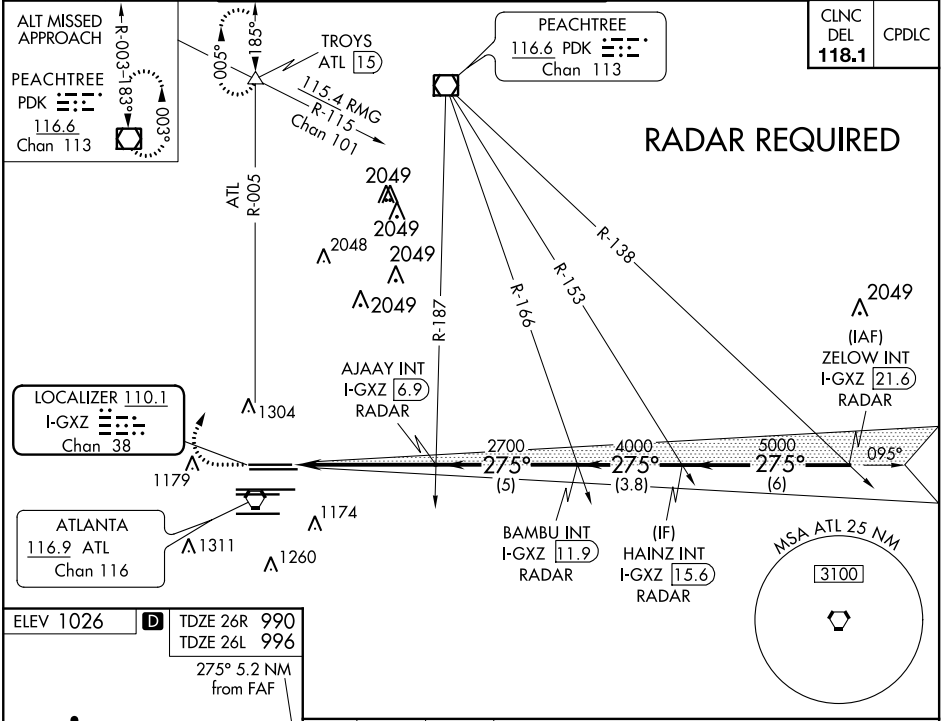 ALT MISSED
APPROACH
PEACHTREE
PDK
116.6
Chan 113
R-003
183°
003°
005°
185°
TROYS
ATL 15
115.4 RMG
R-115
Chan 101
PEACHTREE
116.6 PDK
Chan 113
CLNC
DEL
118.1
CPDLC
RADAR REQUIRED
ATL
R-005
2049
2049
2048
2049
2049
R-187
R-166
R-153
R-138
2049
(IAF)
ZELOW INT
I-GXZ 21.6
RADAR
AJAAY INT
I-GXZ 6.9
RADAR
LOCALIZER 110.1
I-GXZ
Chan 38
1304
1179
2700
4000
5000
275°
275°
275°
095°
(5)
(3.8)
(6)
ATLANTA
116.9 ATL
Chan 116
1174
1311
1260
BAMBU INT
I-GXZ 11.9
RADAR
(IF)
HAINZ INT
I-GXZ 15.6
RADAR
MSA ATL 25 NM
3100
ELEV 1026
D
TDZE 26R 990
TDZE 26L 996
275° 5.2 NM
from FAF